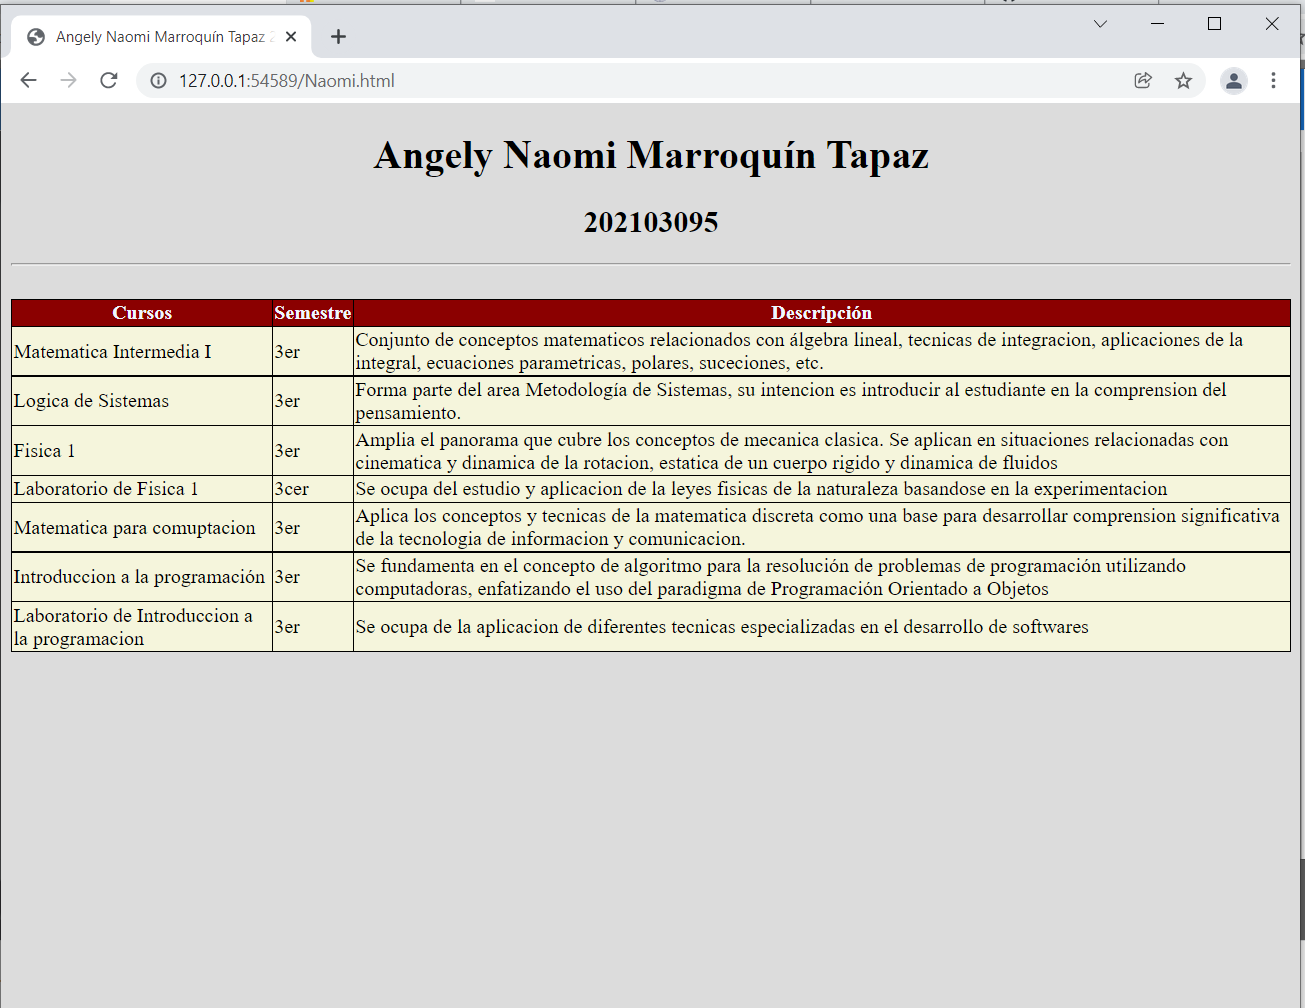 Angely Naomi Marroquín Tapaz 2
127.0.0.1:54589/Naomi.html
Angely Naomi Marroquín Tapaz
202103095
Cursos Semestre Descripción
Matematica Intermedia I 3er Conjunto de conceptos matematicos relacionados con álgebra lineal, tecnicas de integracion, aplicaciones de la
integral, ecuaciones parametricas, polares, suceciones, etc.
Logica de Sistemas 3er Forma parte del area Metodología de Sistemas, su intencion es introducir al estudiante en la comprension del
pensamiento.
Fisica 1 3er Amplia el panorama que cubre los conceptos de mecanica clasica. Se aplican en situaciones relacionadas con
cinematica y dinamica de la rotacion, estatica de un cuerpo rigido y dinamica de fluidos
Laboratorio de Fisica 1 3cer Se ocupa del estudio y aplicacion de la leyes fisicas de la naturaleza basandose en la experimentacion
Matematica para comuptacion 3er Aplica los conceptos y tecnicas de la matematica discreta como una base para desarrollar comprension significativa
de la tecnologia de informacion y comunicacion.
Introduccion a la programación 3er Se fundamenta en el concepto de algoritmo para la resolución de problemas de programación utilizando
computadoras, enfatizando el uso del paradigma de Programación Orientado a Objetos
Laboratorio de Introduccion a
la programacion 3er Se ocupa de la aplicacion de diferentes tecnicas especializadas en el desarrollo de softwares